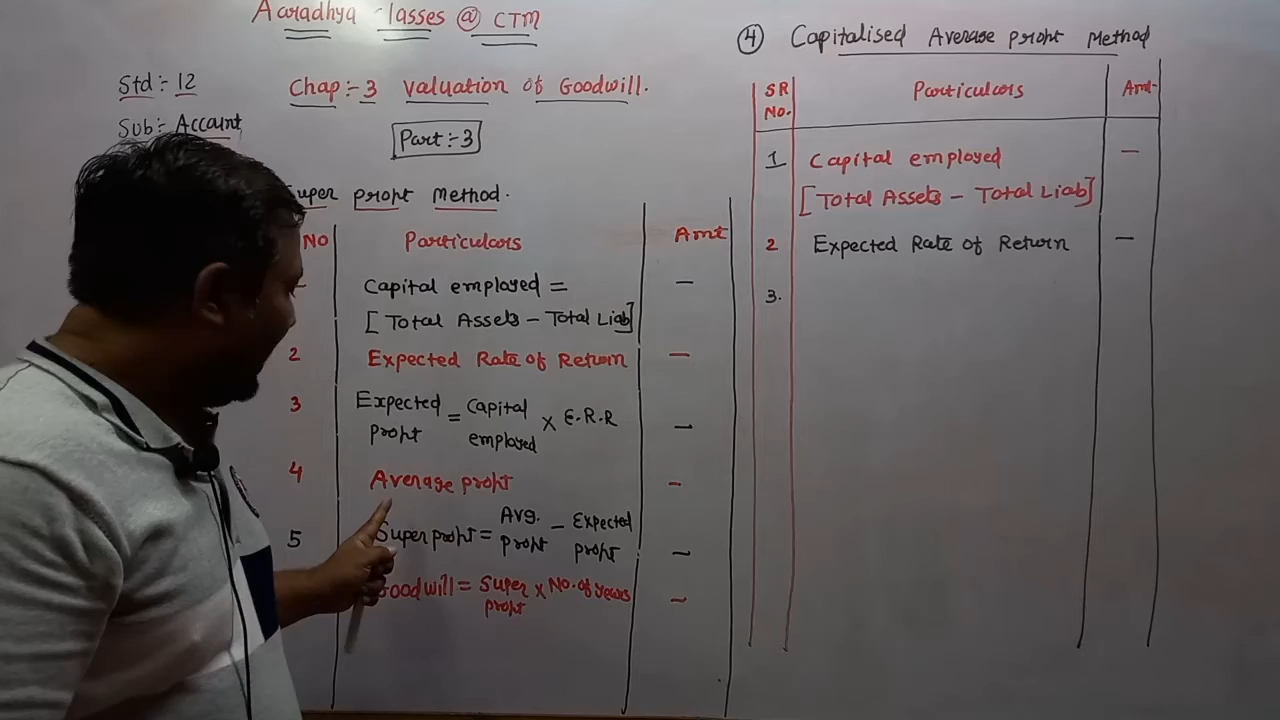 Aaradhya Classes @ CTM
Std:- 12
Chap:- 3 Valuation of Goodwill.
Sub:- Account
Part:-3
Super profit Method.
NO Particulars Amt
Capital employed = -
[Total Assets - Total Liab]
2 Expected Rate of Return -
3 Expected profit = Capital employed x E.R.R -
4 Average profit -
5 Super profit = Avg. profit - Expected profit -
Goodwill = Super profit x No. of years -
4 Capitalised Average profit Method
SR NO. Particulars Amt-
1 Capital employed -
[Total Assets - Total Liab]
2 Expected Rate of Return -
3.